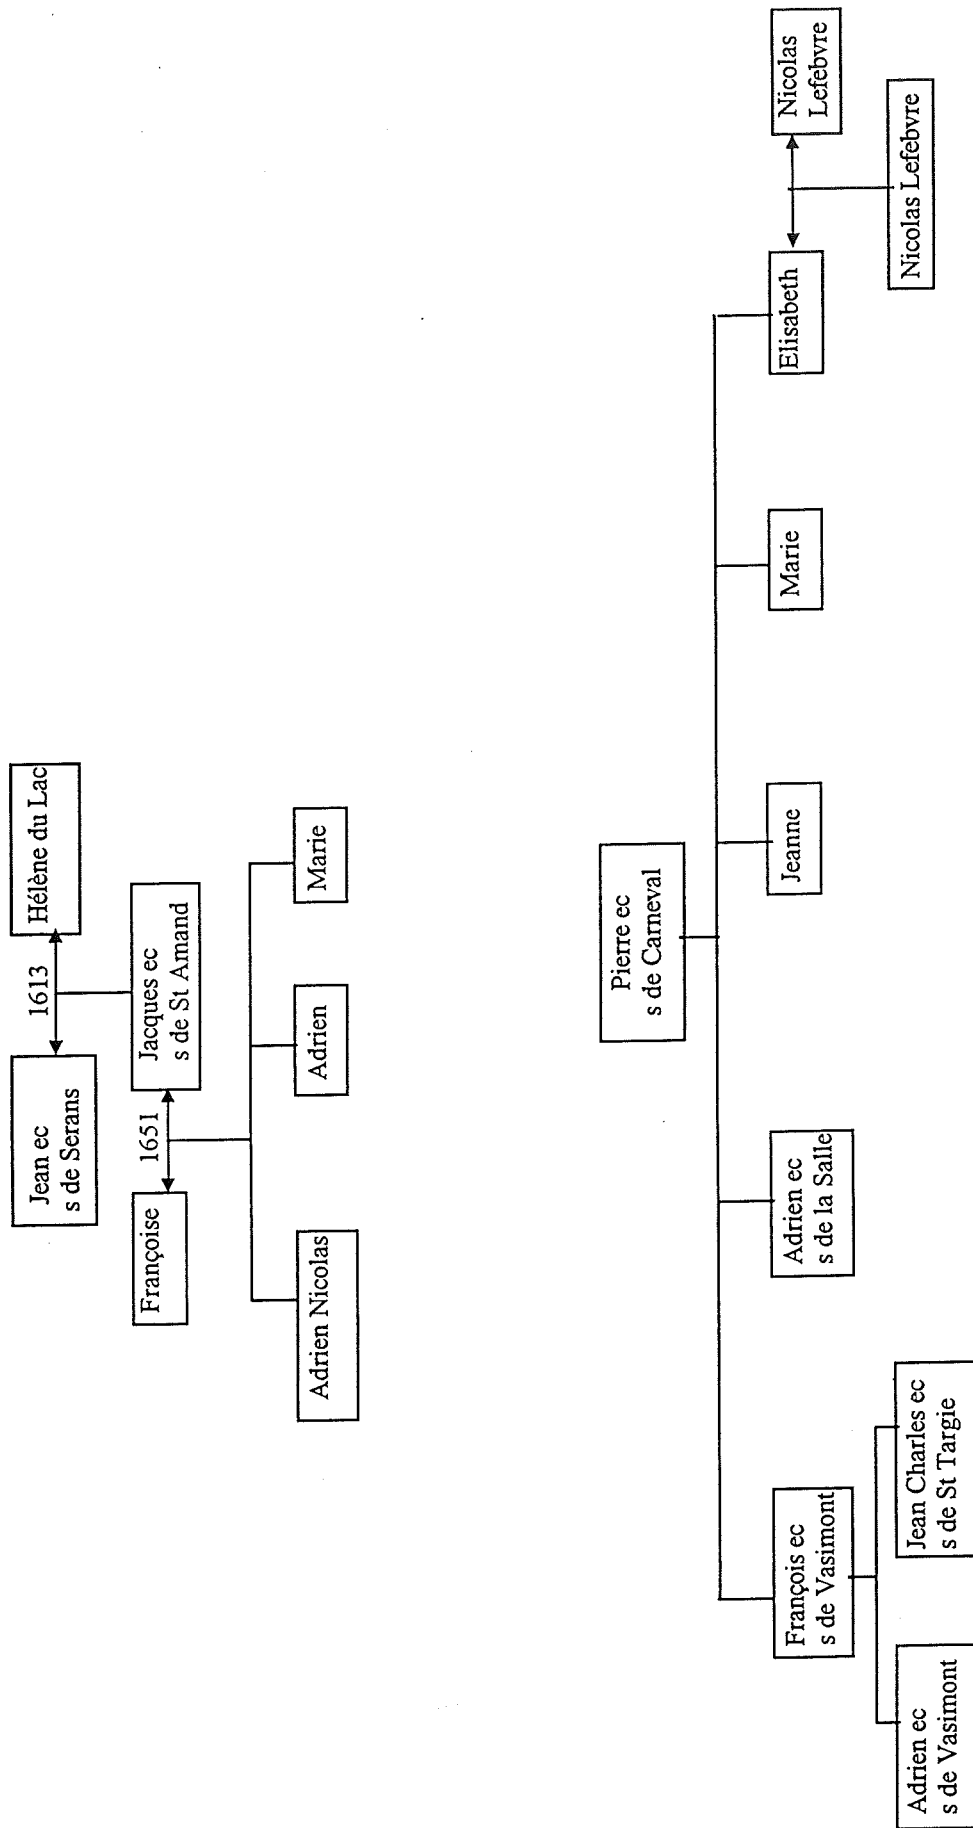 Jean ec
s de Serans
1613
Hélène du Lac
Françoise
1651
Jacques ec
s de St Amand
Adrien Nicolas
Adrien
Marie
Pierre ec
s de Carneval
François ec
s de Vasimont
Adrien ec
s de la Salle
Jeanne
Marie
Elisabeth
Nicolas
Lefebvre
Adrien ec
s de Vasimont
Jean Charles ec
s de St Targie
Nicolas Lefebvre